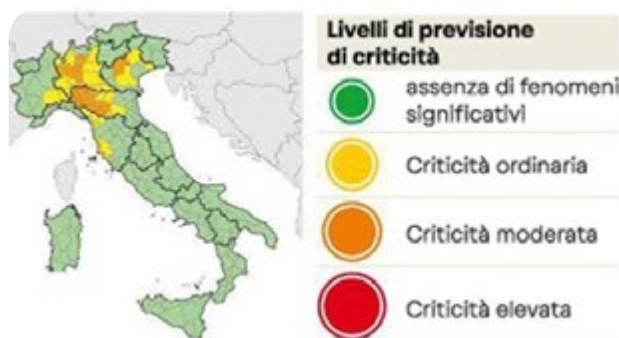 Livelli di previsione
di criticità
assenza di fenomeni
significativi
Criticità ordinaria
Criticità moderata
Criticità elevata